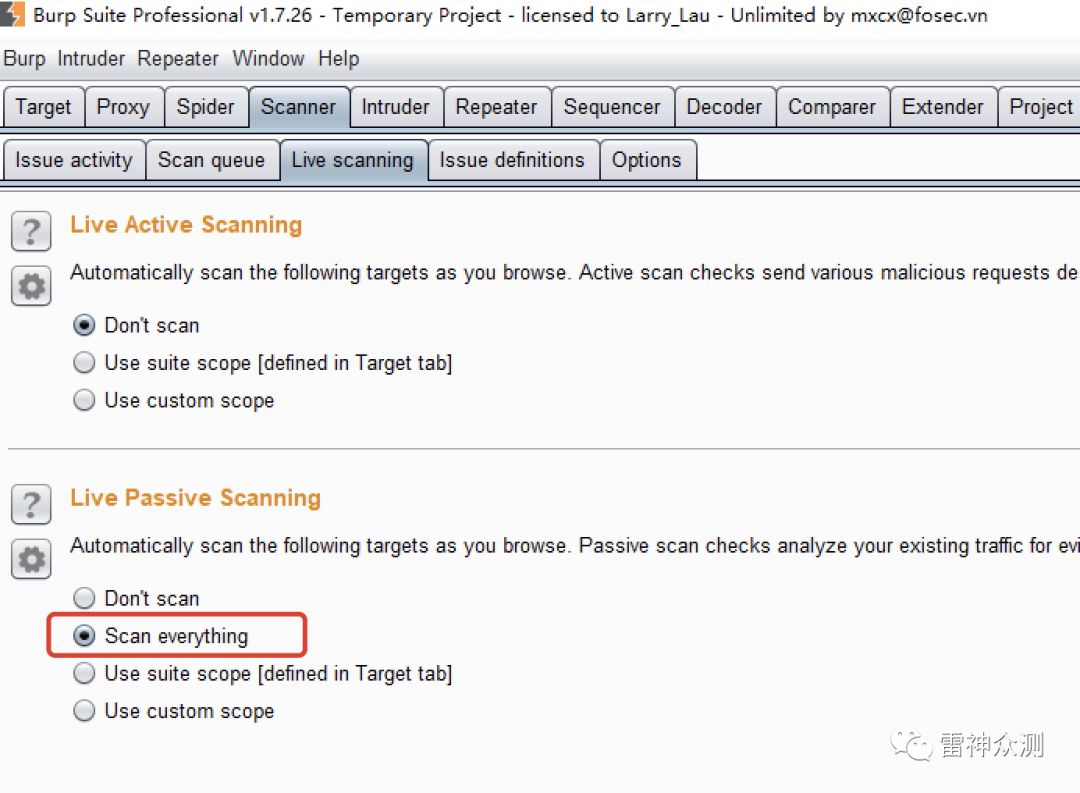 Burp Suite Professional v1.7.26 - Temporary Project - licensed to Larry_Lau - Unlimited by mxcx@fosec.vn
Burp Intruder Repeater Window Help
Target Proxy Spider Scanner Intruder Repeater Sequencer Decoder Comparer Extender Project
Issue activity Scan queue Live scanning Issue definitions Options
? Live Active Scanning
Automatically scan the following targets as you browse. Active scan checks send various malicious requests de
Don't scan
Use suite scope [defined in Target tab]
Use custom scope
? Live Passive Scanning
Automatically scan the following targets as you browse. Passive scan checks analyze your existing traffic for evi
Don't scan
Scan everything
Use suite scope [defined in Target tab]
Use custom scope
雷神众测